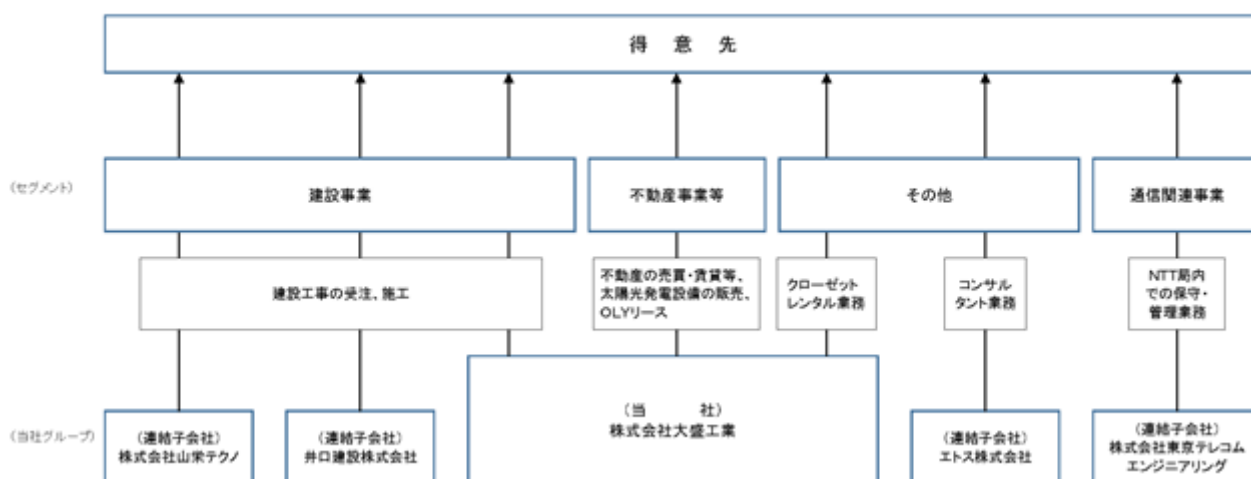 得 意 先
（セグメント）
建設事業
不動産事業等
その他
通信関連事業
建設工事の受注、施工
不動産の売買・賃貸等、
太陽光発電設備の販売、
OLYリース
クローゼット
レンタル業務
コンサル
タント業務
NTT局内
での保守・
管理業務
（当社グループ）
（連結子会社）
株式会社山栄テクノ
（連結子会社）
井口建設株式会社
（当 社）
株式会社大盛工業
（連結子会社）
エトス株式会社
（連結子会社）
株式会社東京テレコム
エンジニアリング